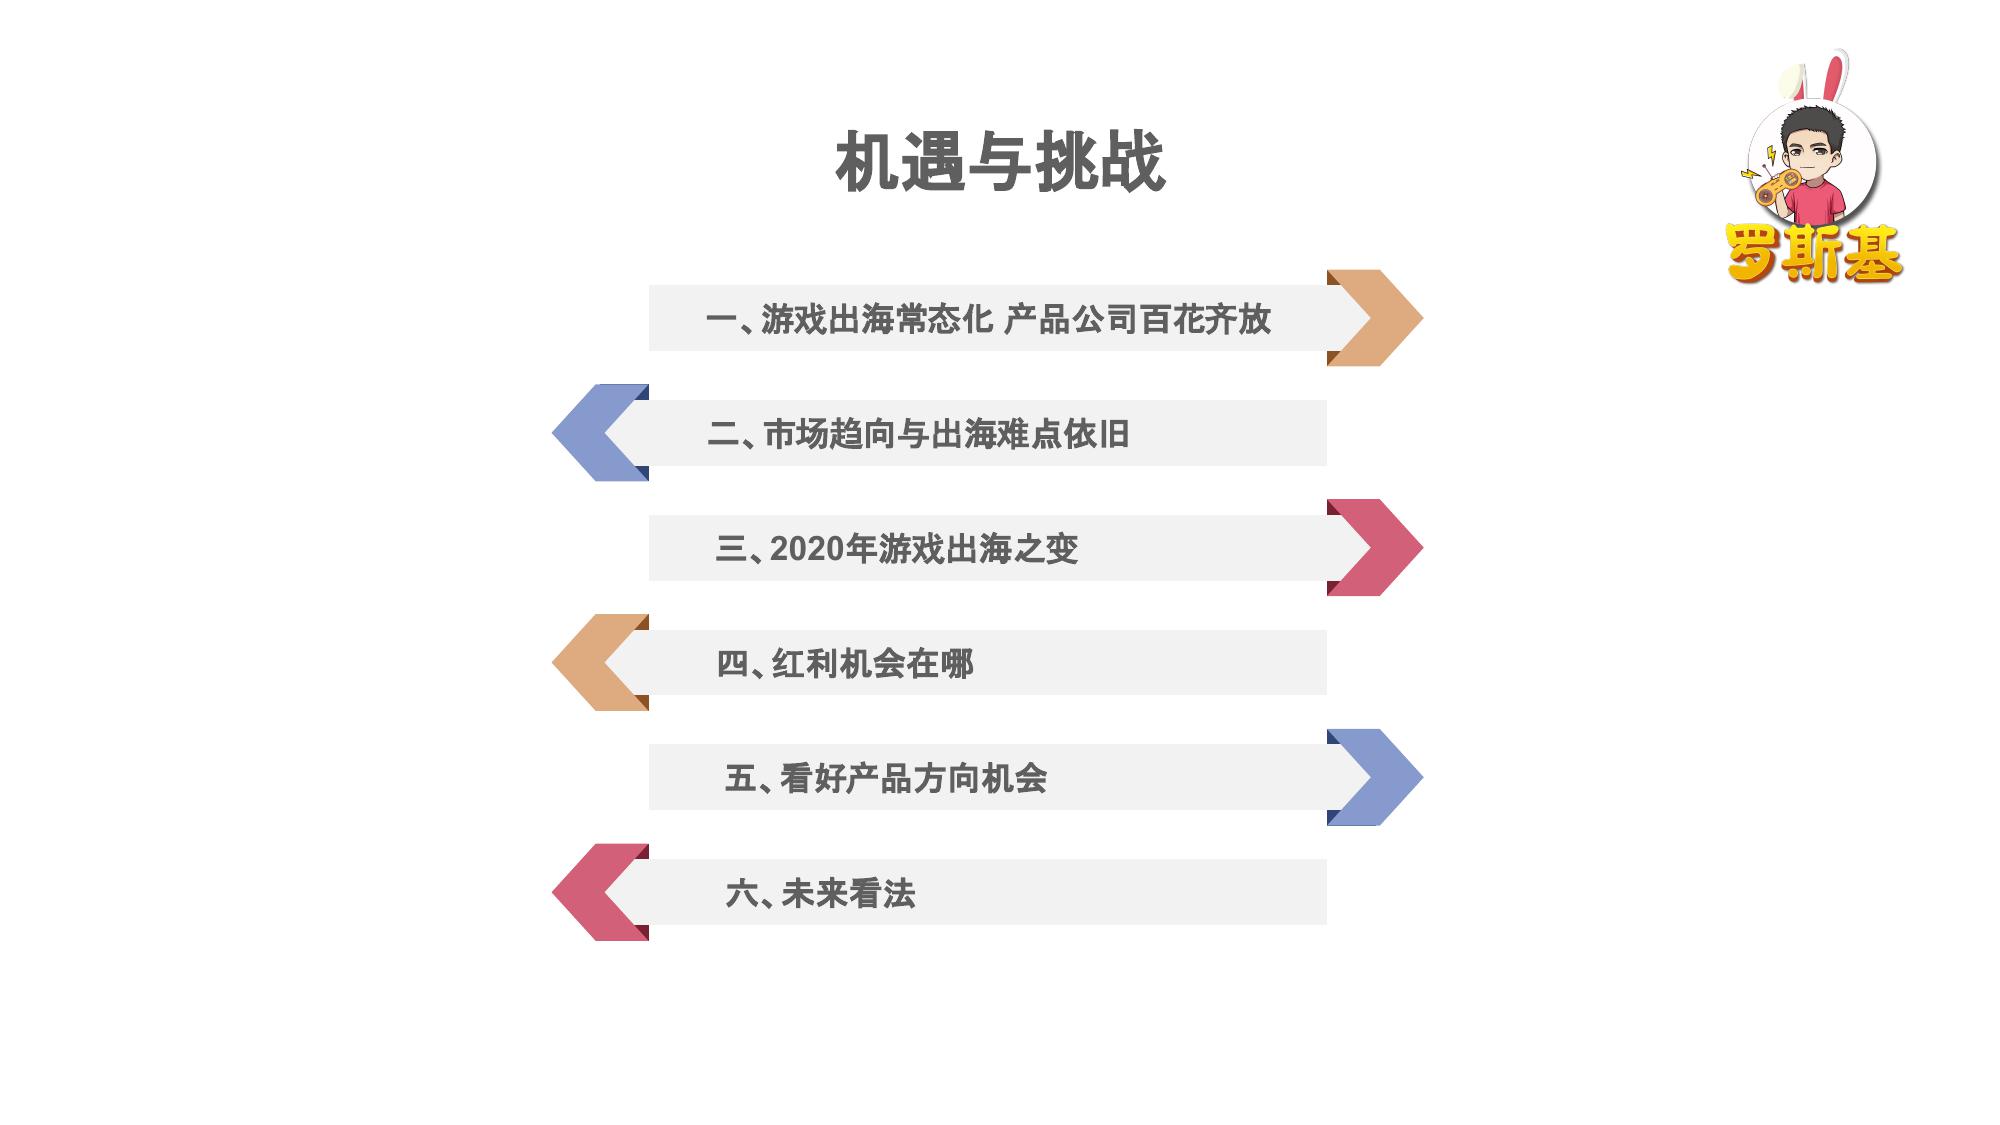 机遇与挑战
罗斯基
一、游戏出海常态化 产品公司百花齐放
二、市场趋向与出海难点依旧
三、2020年游戏出海之变
四、红利机会在哪
五、看好产品方向机会
六、未来看法